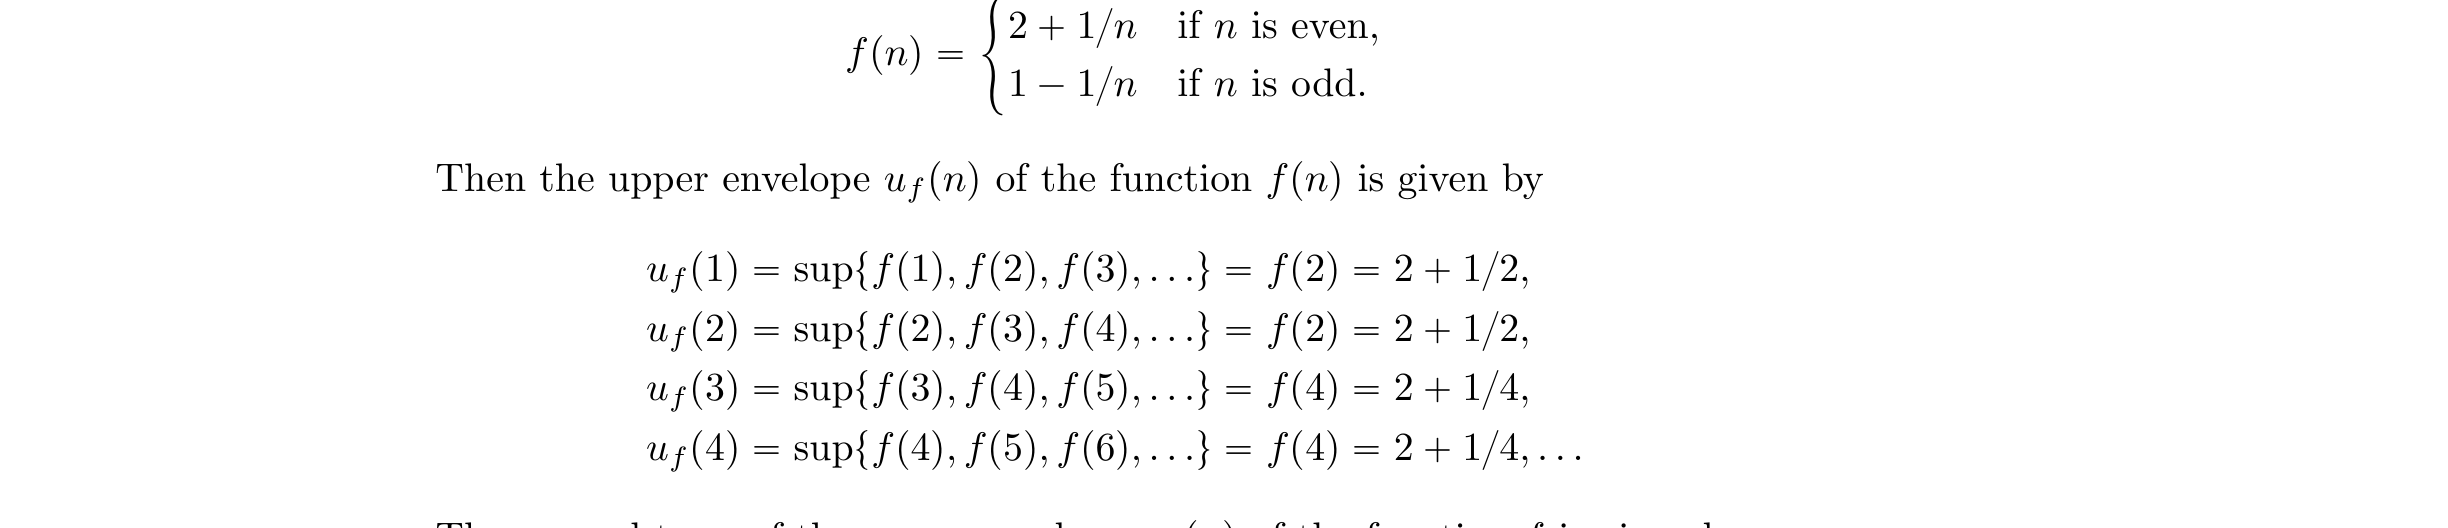 f(n) = { 2 + 1/n if n is even,
1 − 1/n if n is odd.
Then the upper envelope u_f(n) of the function f(n) is given by
u_f(1) = sup{f(1), f(2), f(3), . . .} = f(2) = 2 + 1/2,
u_f(2) = sup{f(2), f(3), f(4), . . .} = f(2) = 2 + 1/2,
u_f(3) = sup{f(3), f(4), f(5), . . .} = f(4) = 2 + 1/4,
u_f(4) = sup{f(4), f(5), f(6), . . .} = f(4) = 2 + 1/4, . . .